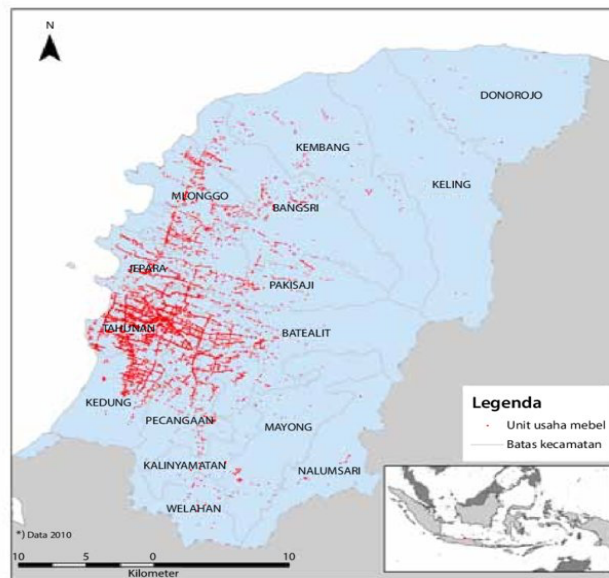 N
DONOROJO
KEMBANG
KELING
MLONGGO
BANGSRI
JEPARA
PAKISAJI
TAHUNAN
BATEALIT
KEDUNG
PECANGAAN
MAYONG
KALINYAMATAN
NALUMSARI
WELAHAN
Legenda
Unit usaha mebel
Batas kecamatan
*) Data 2010
10 5 0 10
Kilometer